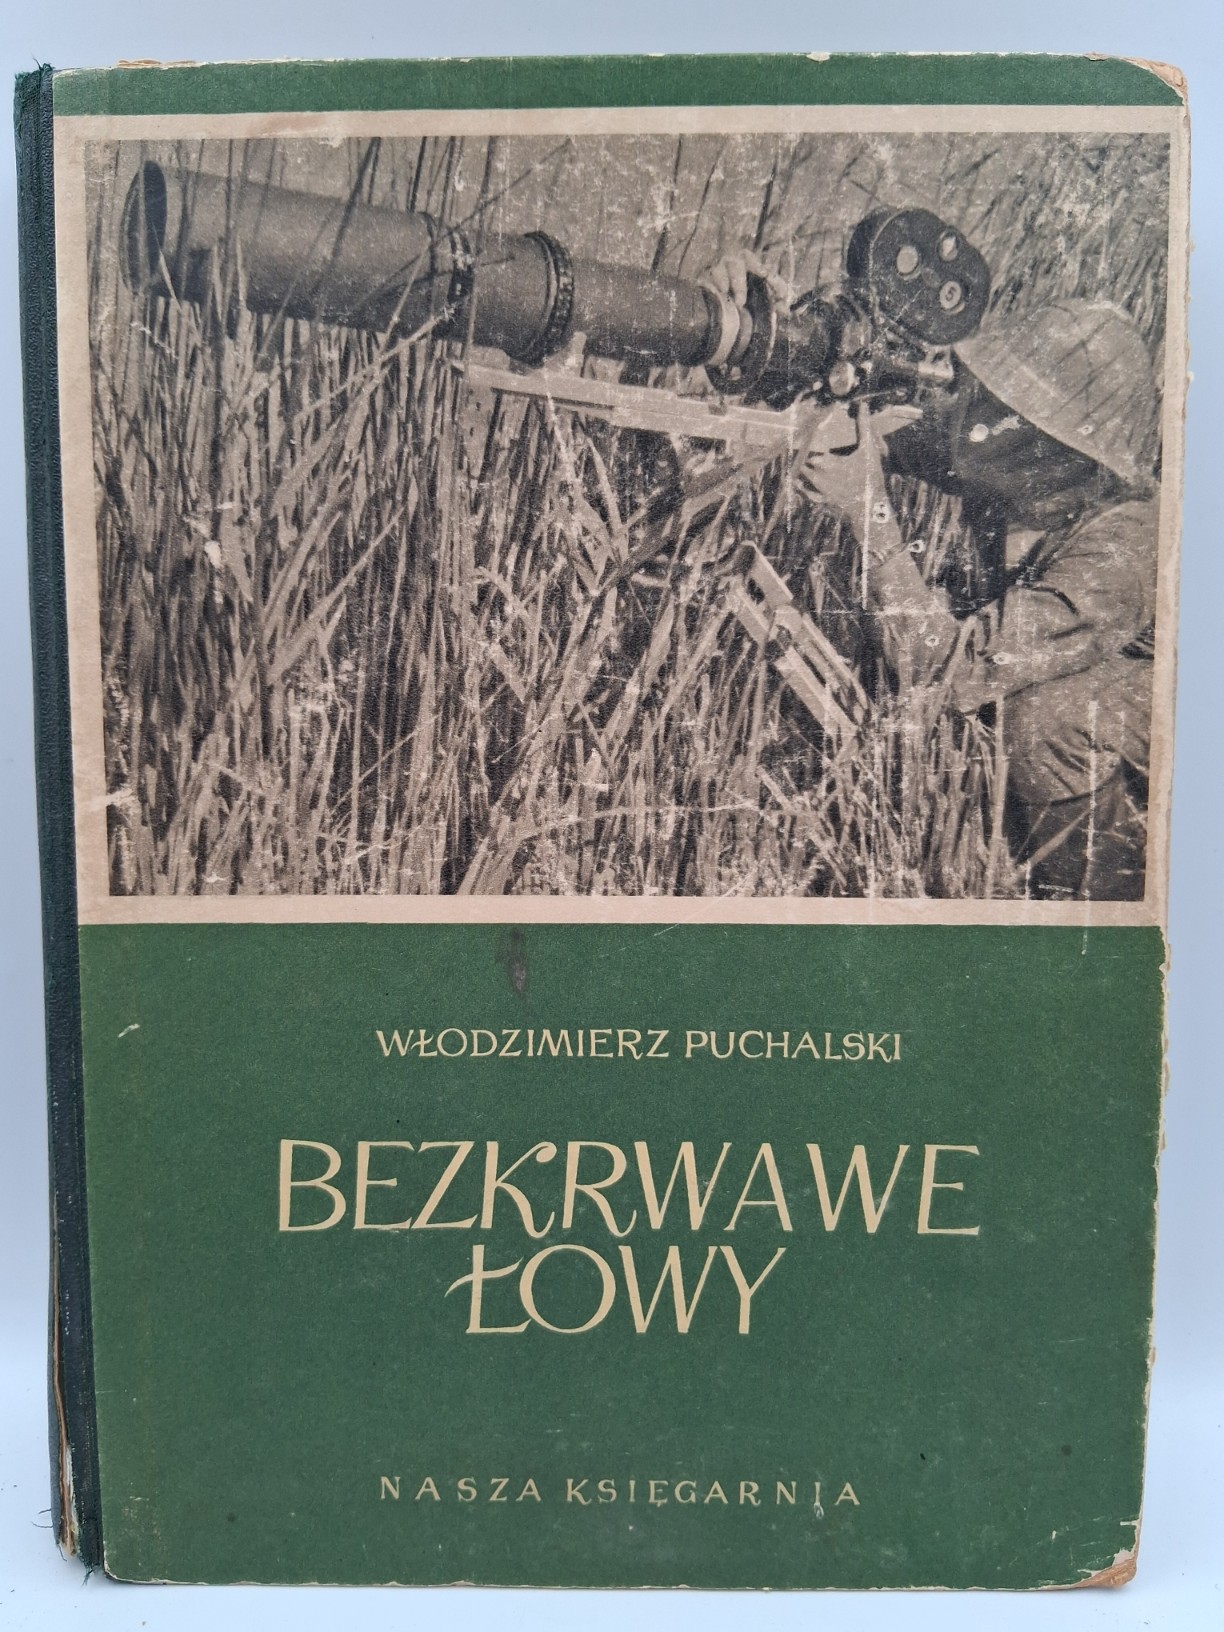 WŁODZIMIERZ PUCHALSKI
BEZKRWAWE
ŁOWY
NASZA KSIĘGARNIA